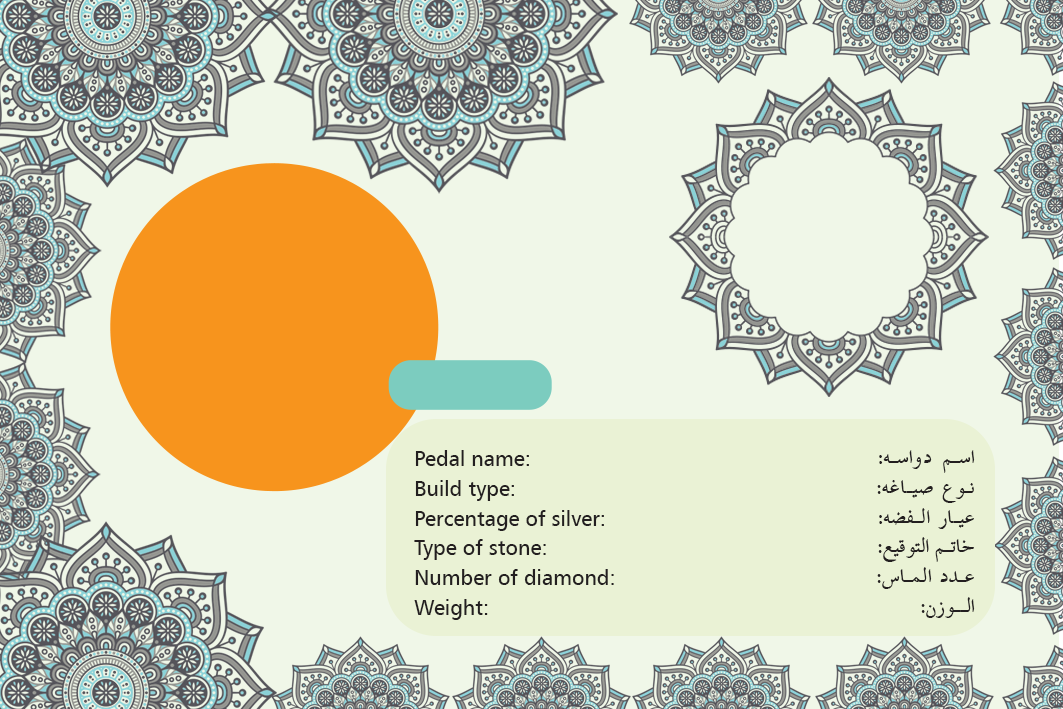 Pedal name: اسم دواسه:
Build type: نوع صياغه:
Percentage of silver: عيار الفضه:
Type of stone: خاتم التوقيع:
Number of diamond: عدد الماس:
Weight: الوزن: